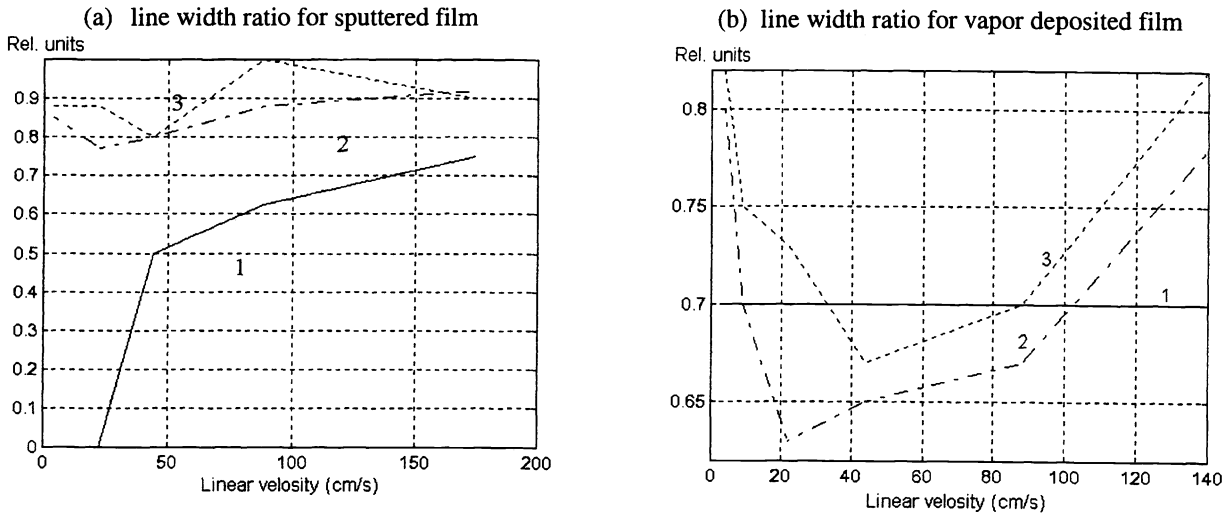 (a) line width ratio for sputtered film
Rel. units
0.9
0.8
0.7
0.6
0.5
0.4
0.3
0.2
0.1
0
0 50 100 150 200
Linear velosity (cm/s)
3
2
1
(b) line width ratio for vapor deposited film
Rel. units
0.8
0.75
0.7
0.65
0 20 40 60 80 100 120 140
Linear velosity (cm/s)
3
1
2